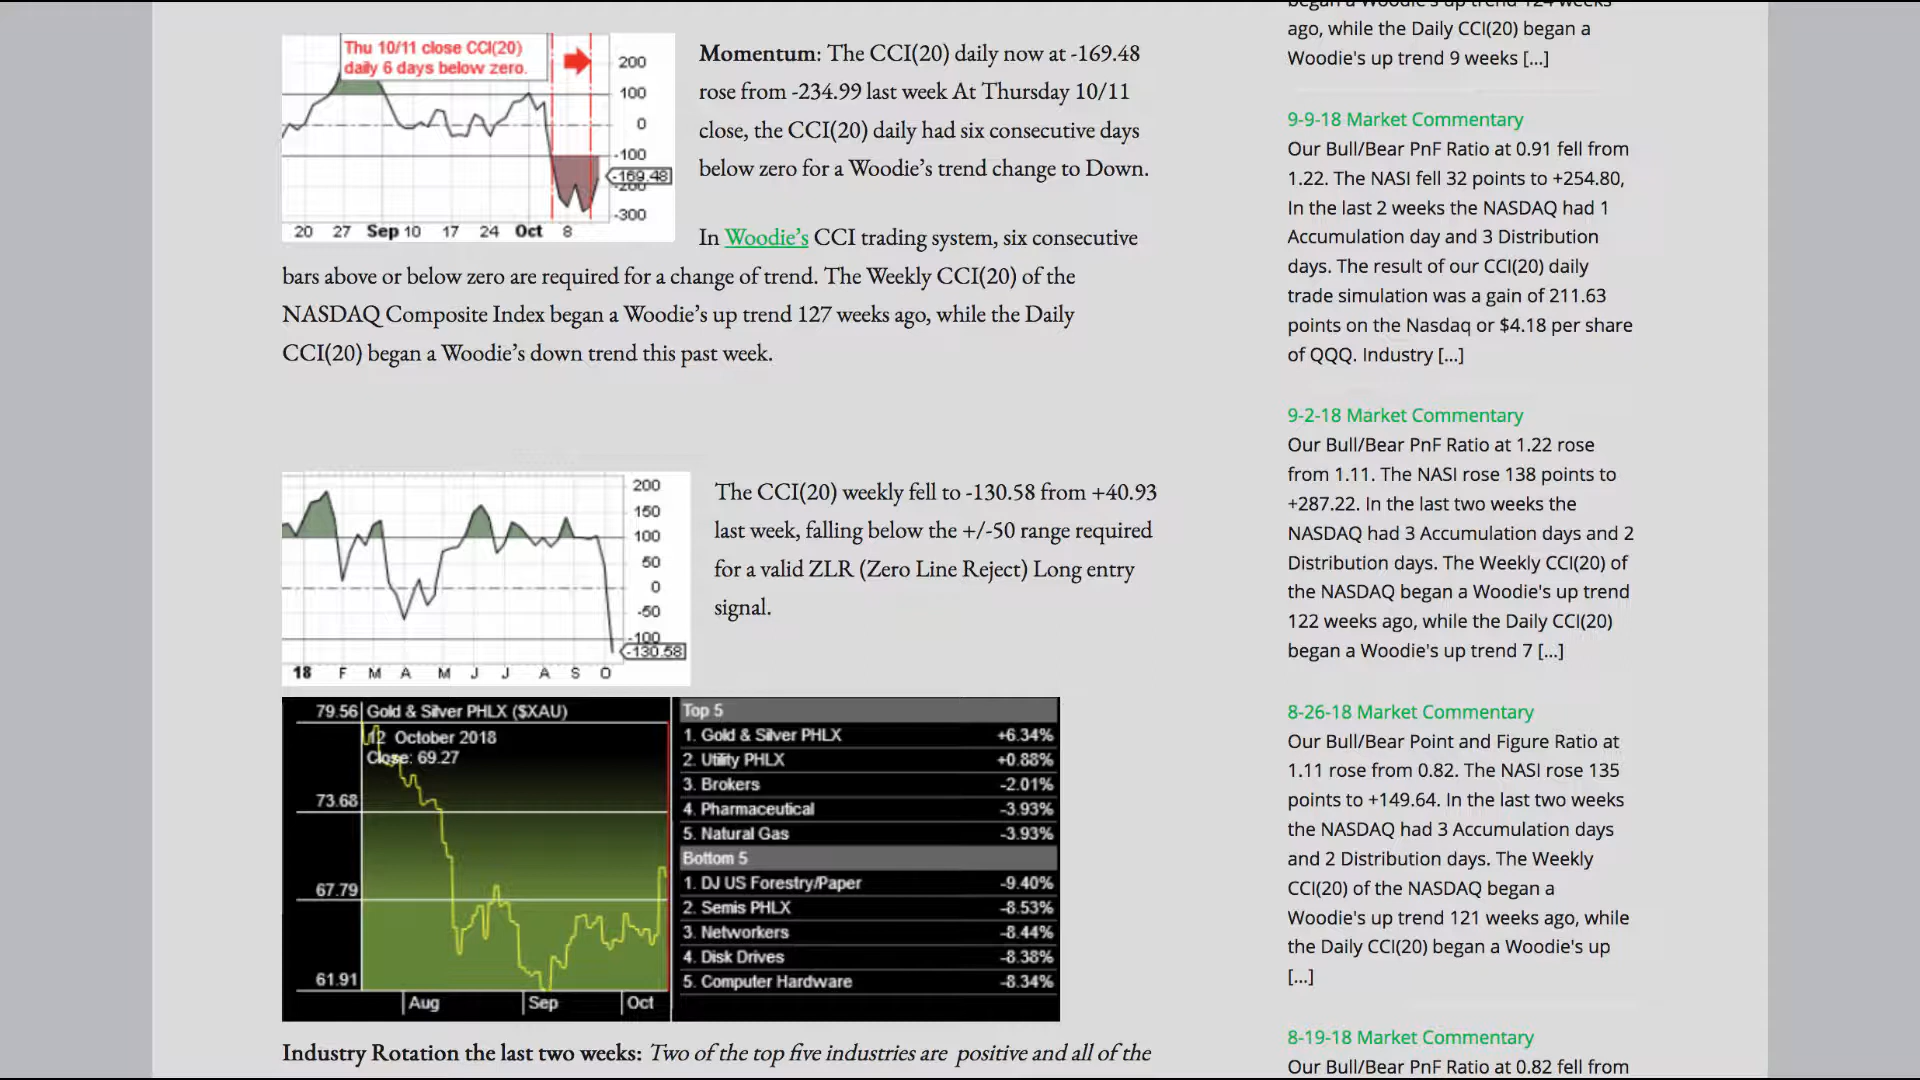 Thu 10/11 close CCI(20)
daily 6 days below zero.
200
100
0
-100
-169.48
-200
-300
20 27 Sep 10 17 24 Oct 8
Momentum: The CCI(20) daily now at -169.48
rose from -234.99 last week At Thursday 10/11
close, the CCI(20) daily had six consecutive days
below zero for a Woodie’s trend change to Down.
In Woodie’s CCI trading system, six consecutive
bars above or below zero are required for a change of trend. The Weekly CCI(20) of the
NASDAQ Composite Index began a Woodie’s up trend 127 weeks ago, while the Daily
CCI(20) began a Woodie’s down trend this past week.
200
150
100
50
0
-50
-100
-130.58
18 F M A M J J A S O
The CCI(20) weekly fell to -130.58 from +40.93
last week, falling below the +/-50 range required
for a valid ZLR (Zero Line Reject) Long entry
signal.
79.56 Gold & Silver PHLX ($XAU)
12 October 2018
Close: 69.27
73.68
67.79
61.91
Aug Sep Oct
Top 5
1. Gold & Silver PHLX +6.34%
2. Utility PHLX +0.88%
3. Brokers -2.01%
4. Pharmaceutical -3.93%
5. Natural Gas -3.93%
Bottom 5
1. DJ US Forestry/Paper -9.40%
2. Semis PHLX -8.53%
3. Networkers -8.44%
4. Disk Drives -8.38%
5. Computer Hardware -8.34%
Industry Rotation the last two weeks: Two of the top five industries are positive and all of the
began a Woodie's up trend 124 weeks
ago, while the Daily CCI(20) began a
Woodie's up trend 9 weeks [...]
9-9-18 Market Commentary
Our Bull/Bear PnF Ratio at 0.91 fell from
1.22. The NASI fell 32 points to +254.80,
In the last 2 weeks the NASDAQ had 1
Accumulation day and 3 Distribution
days. The result of our CCI(20) daily
trade simulation was a gain of 211.63
points on the Nasdaq or $4.18 per share
of QQQ. Industry [...]
9-2-18 Market Commentary
Our Bull/Bear PnF Ratio at 1.22 rose
from 1.11. The NASI rose 138 points to
+287.22. In the last two weeks the
NASDAQ had 3 Accumulation days and 2
Distribution days. The Weekly CCI(20) of
the NASDAQ began a Woodie's up trend
122 weeks ago, while the Daily CCI(20)
began a Woodie's up trend 7 [...]
8-26-18 Market Commentary
Our Bull/Bear Point and Figure Ratio at
1.11 rose from 0.82. The NASI rose 135
points to +149.64. In the last two weeks
the NASDAQ had 3 Accumulation days
and 2 Distribution days. The Weekly
CCI(20) of the NASDAQ began a
Woodie's up trend 121 weeks ago, while
the Daily CCI(20) began a Woodie's up
[...]
8-19-18 Market Commentary
Our Bull/Bear PnF Ratio at 0.82 fell from